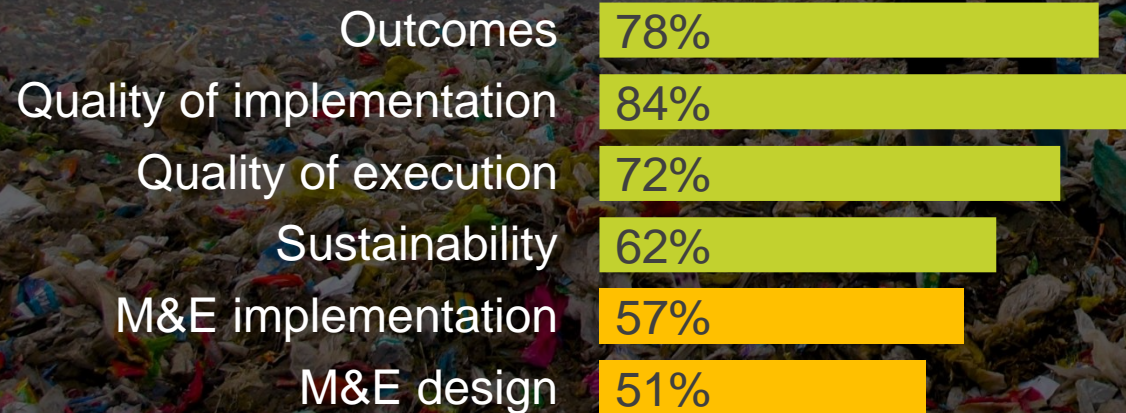 Outcomes 78%
Quality of implementation 84%
Quality of execution 72%
Sustainability 62%
M&E implementation 57%
M&E design 51%